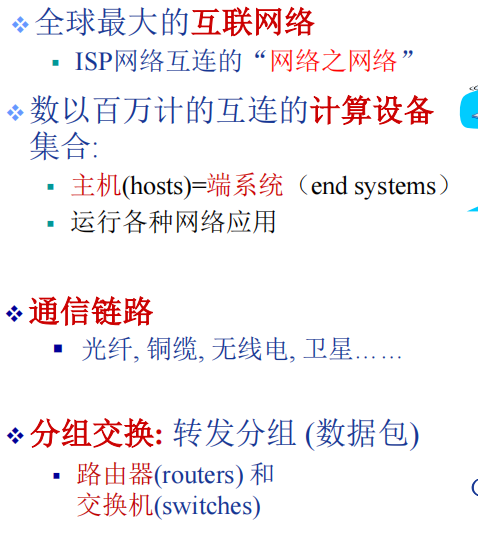 全球最大的互联网络
ISP网络互连的“网络之网络”
数以百万计的互连的计算设备
集合:
主机(hosts)=端系统（end systems）
运行各种网络应用
通信链路
光纤, 铜缆, 无线电, 卫星……
分组交换: 转发分组 (数据包)
路由器(routers) 和
交换机(switches)